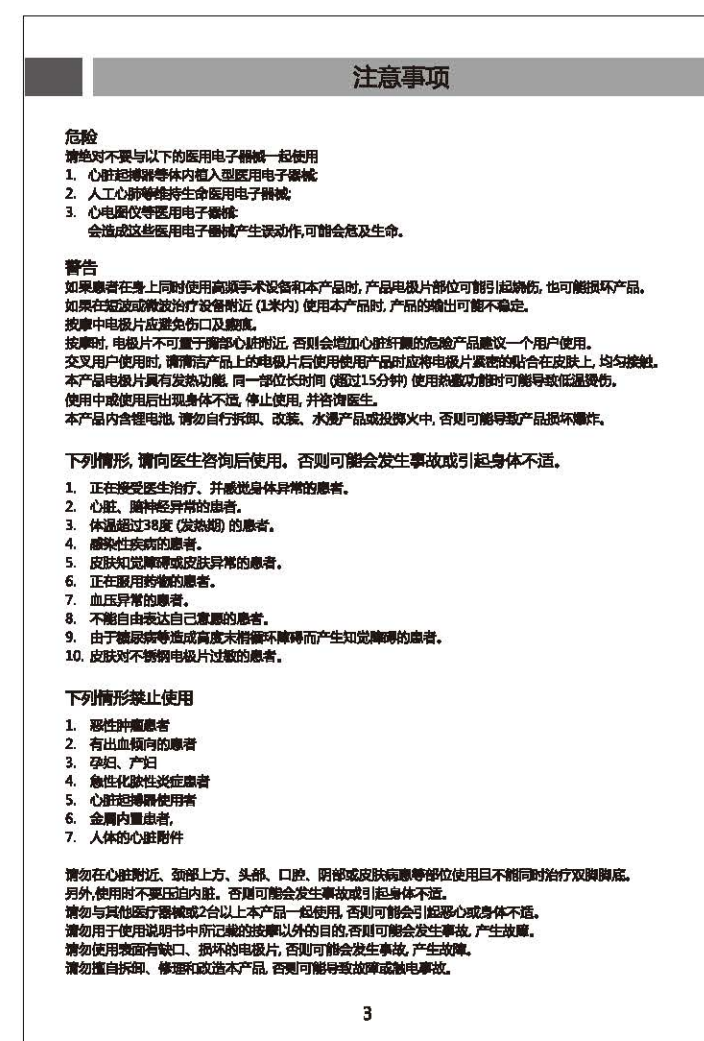 注意事项
危险
请绝对不要与以下的医用电子器械一起使用
1. 心脏起搏器等体内植入型医用电子器械;
2. 人工心肺等维持生命医用电子器械;
3. 心电图仪等医用电子器械:
会造成这些医用电子器械产生误动作,可能会危及生命。
警告
如果患者在身上同时使用高频手术设备和本产品时, 产品电极片部位可能引起烧伤, 也可能损坏产品。
如果在短波或微波治疗设备附近 (1米内) 使用本产品时, 产品的输出可能不稳定。
按摩中电极片应避免伤口及瘢痕。
按摩时, 电极片不可置于胸部心脏附近, 否则会增加心脏纤颤的危险产品建议一个用户使用。
交叉用户使用时, 请清洁产品上的电极片后使用使用产品时应将电极片紧密的贴合在皮肤上, 均匀接触。
本产品电极片具有发热功能, 同一部位长时间 (超过15分钟) 使用热敷功能时可能导致低温烫伤。
使用中或使用后出现身体不适, 停止使用, 并咨询医生。
本产品内含锂电池, 请勿自行拆卸、改装、水浸产品或投掷火中, 否则可能导致产品损坏爆炸。
下列情形, 请向医生咨询后使用。否则可能会发生事故或引起身体不适。
1. 正在接受医生治疗、并感觉身体异常的患者。
2. 心脏、脑神经异常的患者。
3. 体温超过38度 (发热期) 的患者。
4. 感染性疾病的患者。
5. 皮肤知觉障碍或皮肤异常的患者。
6. 正在服用药物的患者。
7. 血压异常的患者。
8. 不能自由表达自己意愿的患者。
9. 由于糖尿病等造成高度末梢循环障碍而产生知觉障碍的患者。
10. 皮肤对不锈钢电极片过敏的患者。
下列情形禁止使用
1. 恶性肿瘤患者
2. 有出血倾向的患者
3. 孕妇、产妇
4. 急性化脓性炎症患者
5. 心脏起搏器使用者
6. 金属内置患者,
7. 人体的心脏附件
请勿在心脏附近、颈部上方、头部、口腔、阴部或皮肤病患等部位使用且不能同时治疗双脚脚底。
另外,使用时不要压迫内脏。否则可能会发生事故或引起身体不适。
请勿与其他医疗器械或2台以上本产品一起使用, 否则可能会引起恶心或身体不适。
请勿用于使用说明书中所记载的按摩以外的目的,否则可能会发生事故, 产生故障。
请勿使用表面有缺口、损坏的电极片, 否则可能会发生事故, 产生故障。
请勿擅自拆卸、修理和改造本产品, 否则可能导致故障或触电事故。
3